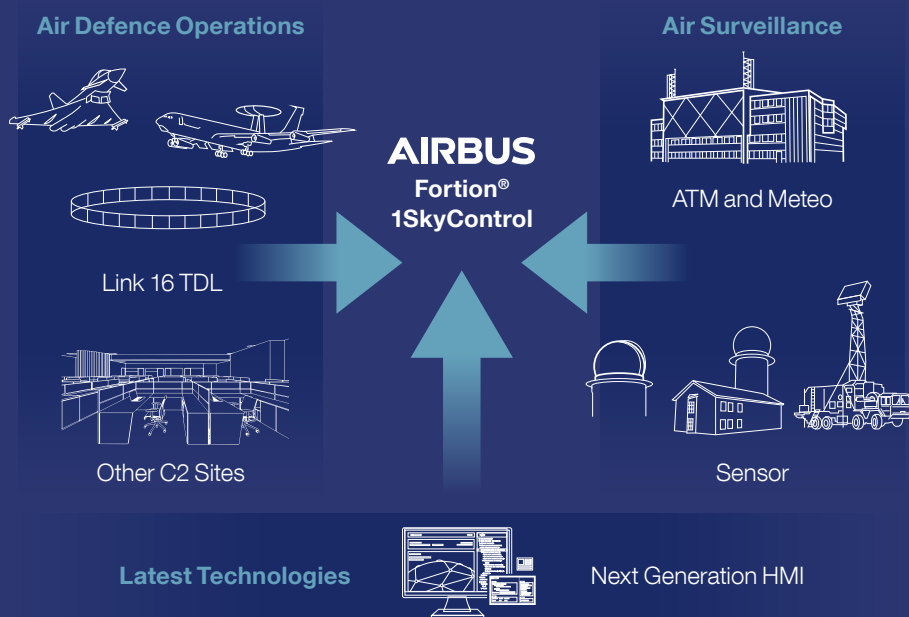 Air Defence Operations
Link 16 TDL
Other C2 Sites
AIRBUS
Fortion®
1SkyControl
Air Surveillance
ATM and Meteo
Sensor
Latest Technologies
Next Generation HMI